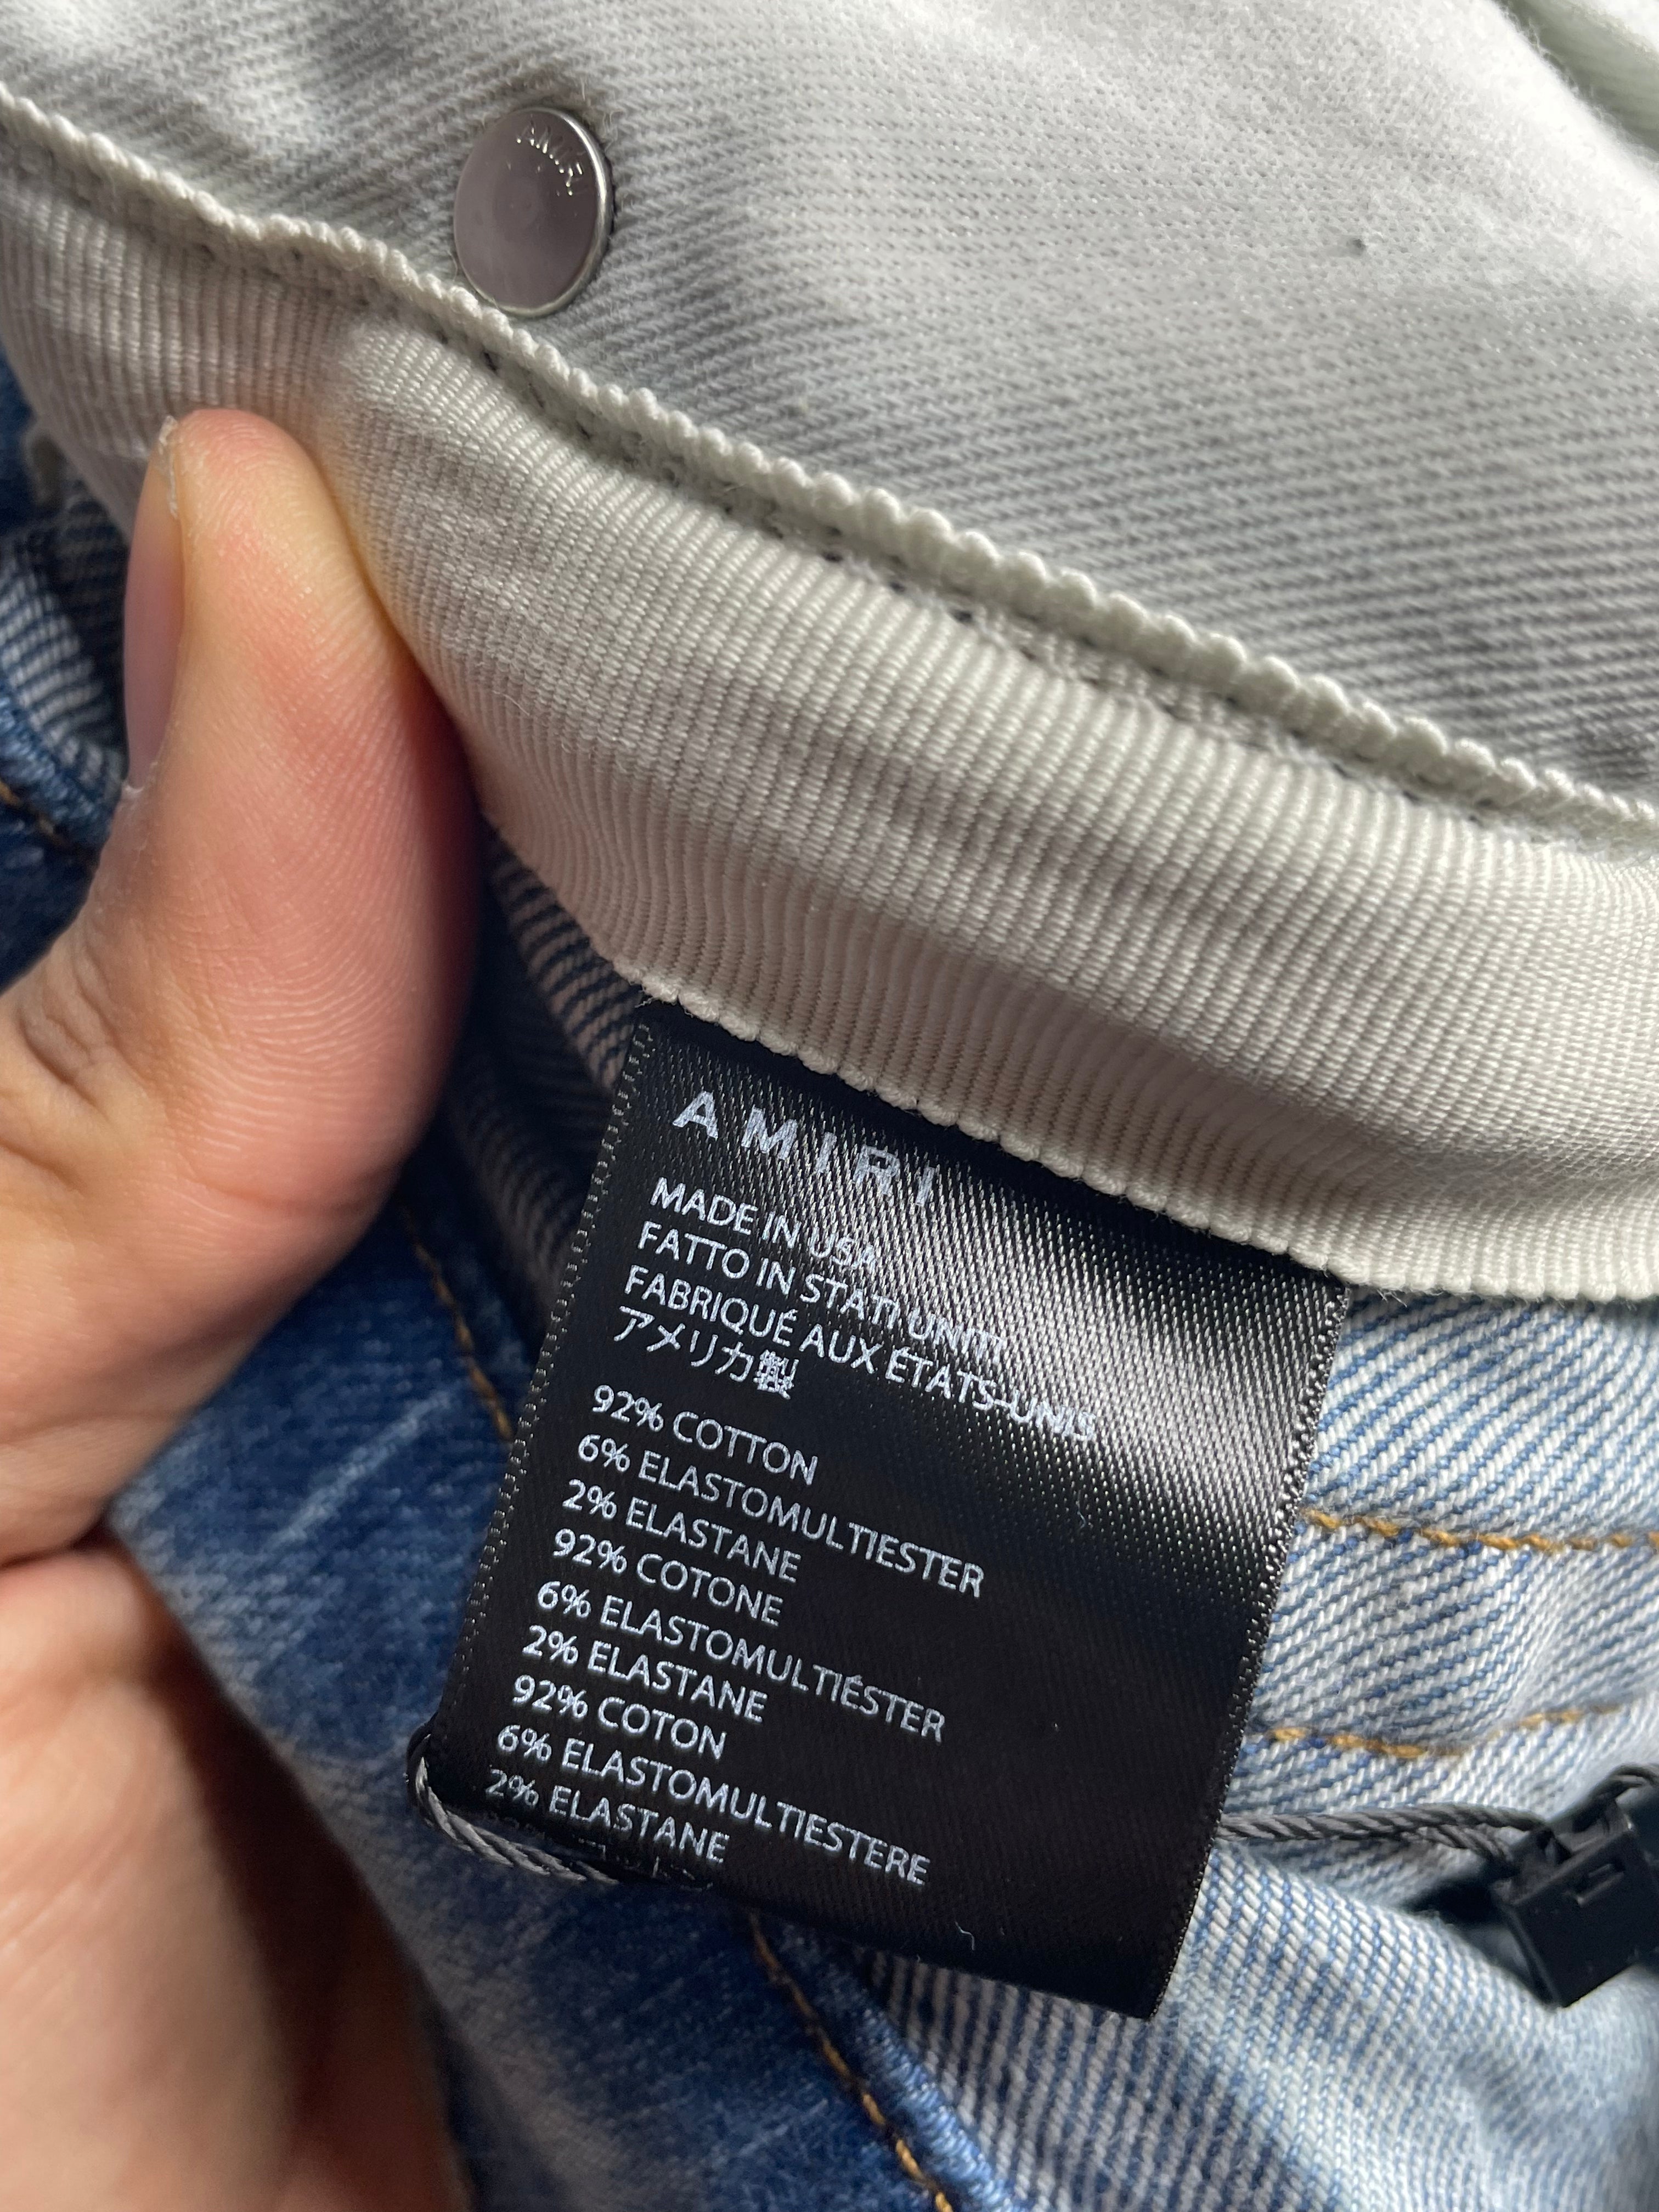 AMIRI
AMIRI
MADE IN USA
FATTO IN STATI UNITI
FABRIQUÉ AUX ÉTATS-UNIS
アメリカ製
92% COTTON
6% ELASTOMULTIESTER
2% ELASTANE
92% COTONE
6% ELASTOMULTIÉSTER
2% ELASTANE
92% COTON
6% ELASTOMULTIESTERE
2% ELASTANE